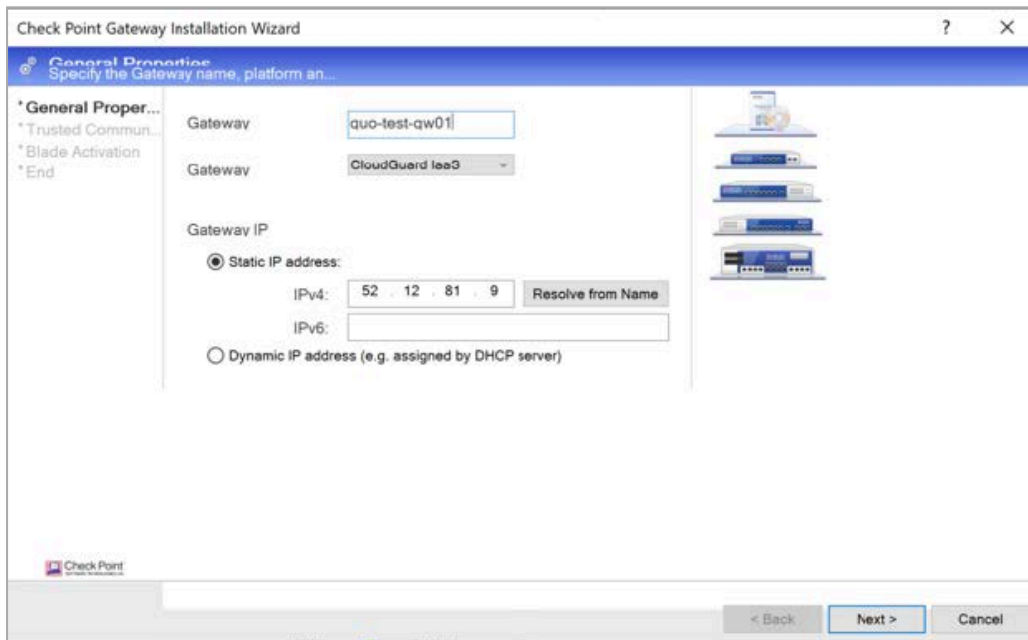 Check Point Gateway Installation Wizard
? ×
General Properties
Specify the Gateway name, platform an...
*General Proper...
*Trusted Commun...
*Blade Activation
*End
Gateway
quo-test-qw01
Gateway
CloudGuard Iaa3
Gateway IP
Static IP address:
IPv4:
52 . 12 . 81 . 9
Resolve from Name
IPv6:
Dynamic IP address (e.g. assigned by DHCP server)
Check Point
< Back
Next >
Cancel